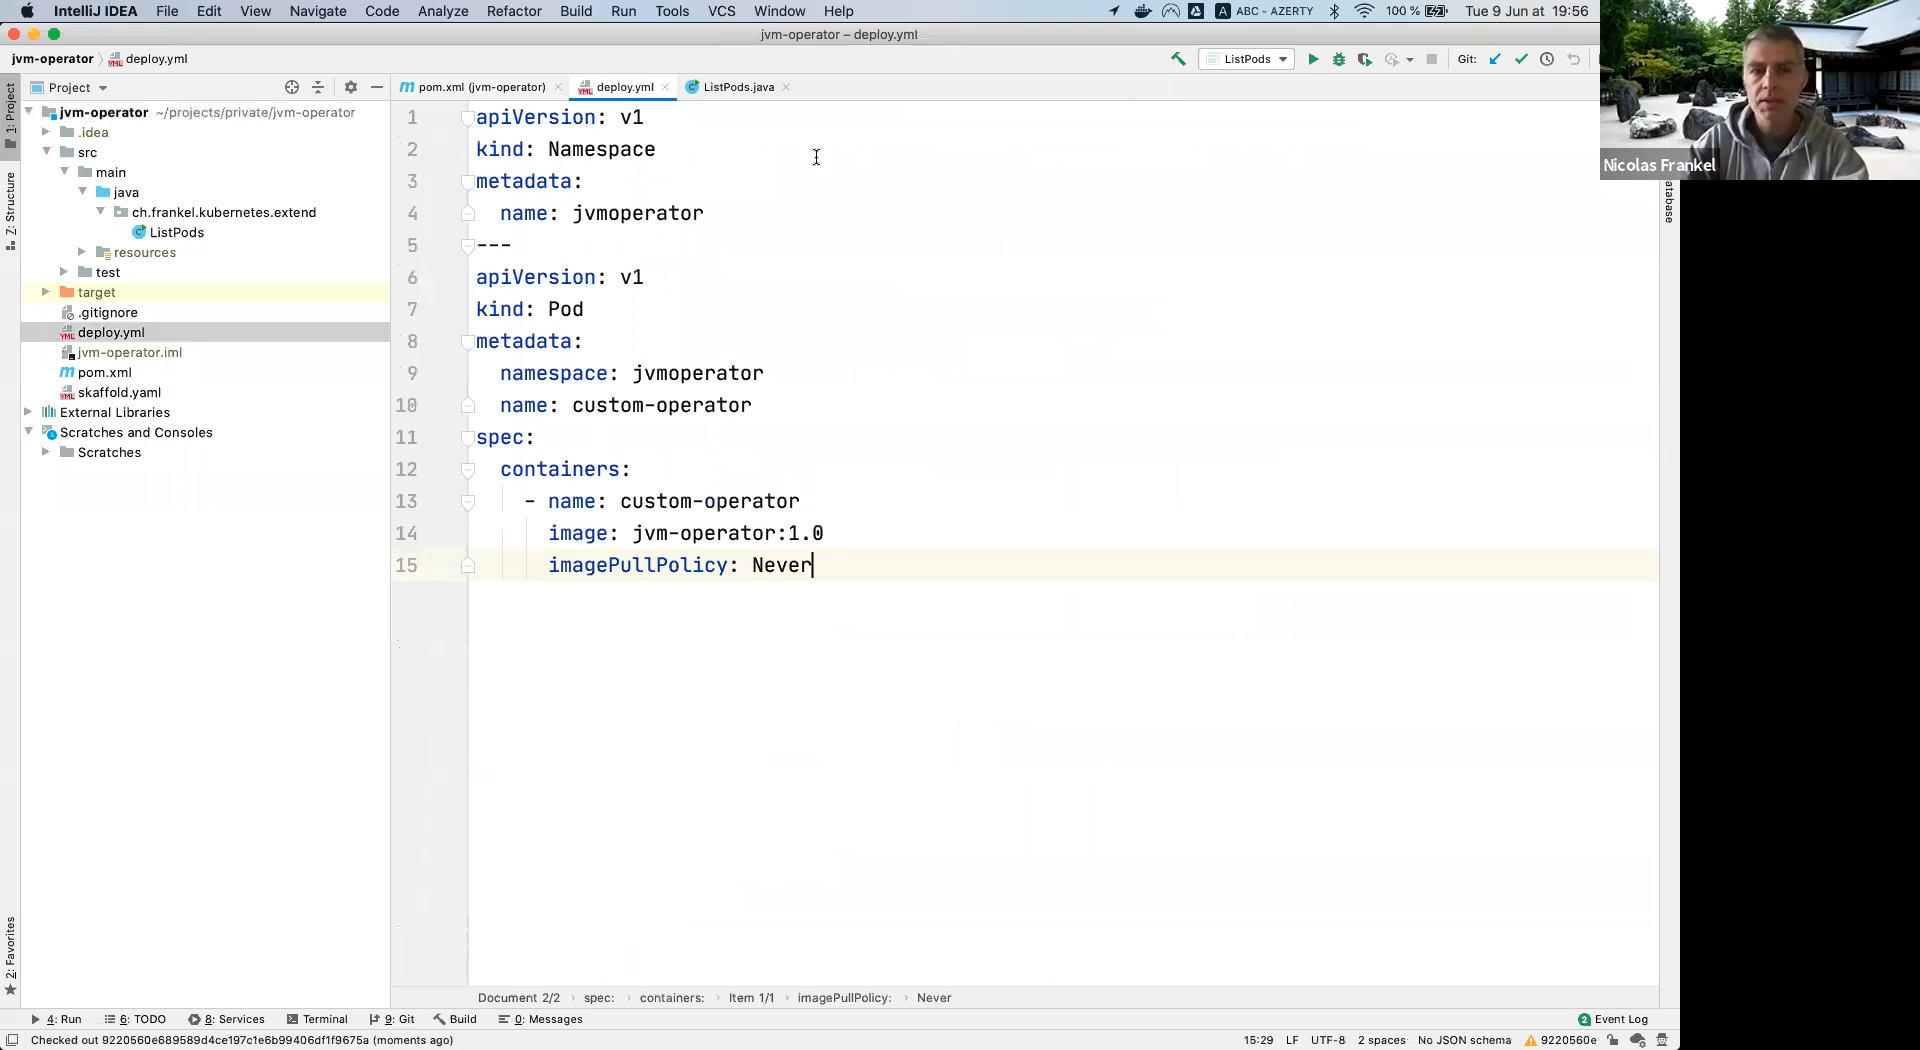 IntelliJ IDEA File Edit View Navigate Code Analyze Refactor Build Run Tools VCS Window Help A ABC - AZERTY 100 % Tue 9 Jun at 19:56
jvm-operator – deploy.yml
jvm-operator deploy.yml ListPods Git:
Project
pom.xml (jvm-operator) deploy.yml ListPods.java
1: Project
Z: Structure
2: Favorites
jvm-operator ~/projects/private/jvm-operator
.idea
src
main
java
ch.frankel.kubernetes.extend
ListPods
resources
test
target
.gitignore
deploy.yml
jvm-operator.iml
pom.xml
skaffold.yaml
External Libraries
Scratches and Consoles
Scratches
1 apiVersion: v1
2 kind: Namespace
3 metadata:
4 name: jvmoperator
5 ---
6 apiVersion: v1
7 kind: Pod
8 metadata:
9 namespace: jvmoperator
10 name: custom-operator
11 spec:
12 containers:
13 - name: custom-operator
14 image: jvm-operator:1.0
15 imagePullPolicy: Never
Nicolas Frankel
atabase
Document 2/2 › spec: › containers: › Item 1/1 › imagePullPolicy: › Never
4: Run 6: TODO 8: Services Terminal 9: Git Build 0: Messages 2 Event Log
Checked out 9220560e689589d4ce197c1e6b99406df1f9675a (moments ago) 15:29 LF UTF-8 2 spaces No JSON schema 9220560e